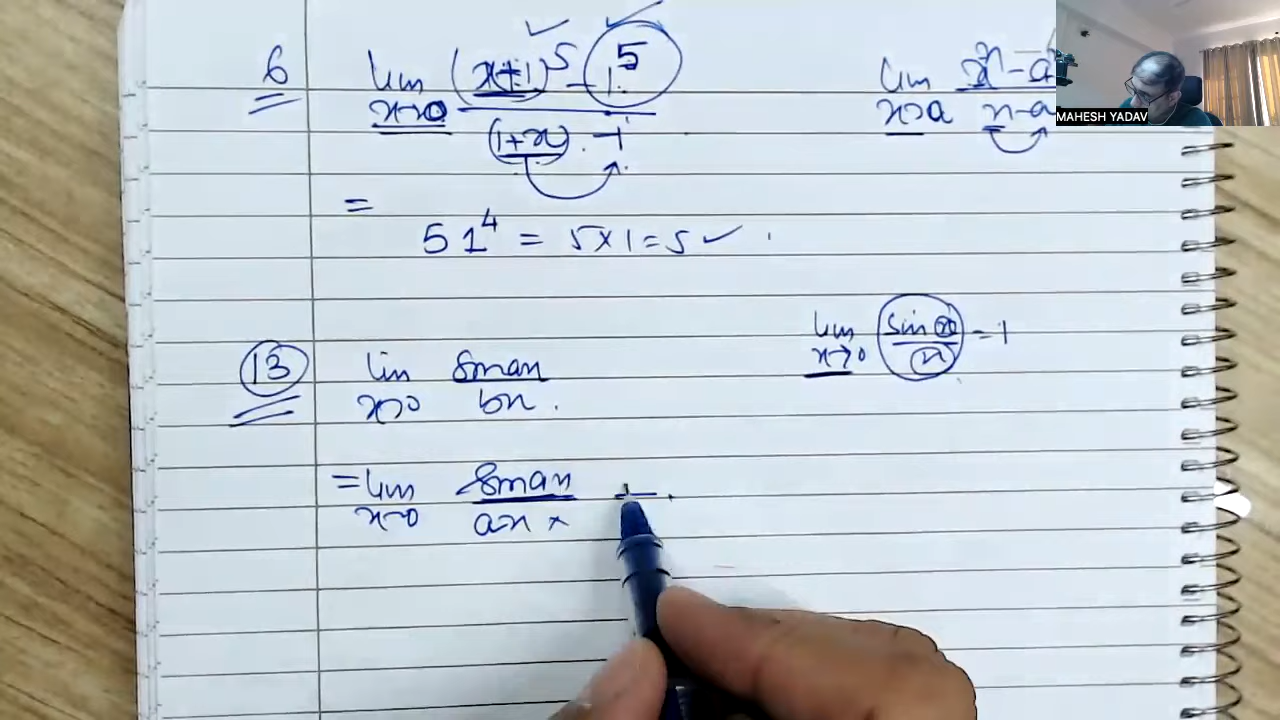 6 lim x→0 (x+1)^5 - 1^5 / (1+x) - 1
lim x→a x^n - a / x-a
MAHESH YADAV
=
5 1^4 = 5×1=5 ✓
lim x→0 sin x / x = 1
13 lim x→0 sin ax / bx .
= lim x→0 sin ax / ax ×